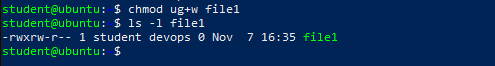 student@ubuntu: $ chmod ug+w file1
student@ubuntu: $ ls -l file1
-rwxrw-r-- 1 student devops 0 Nov  7 16:35 file1
student@ubuntu: $